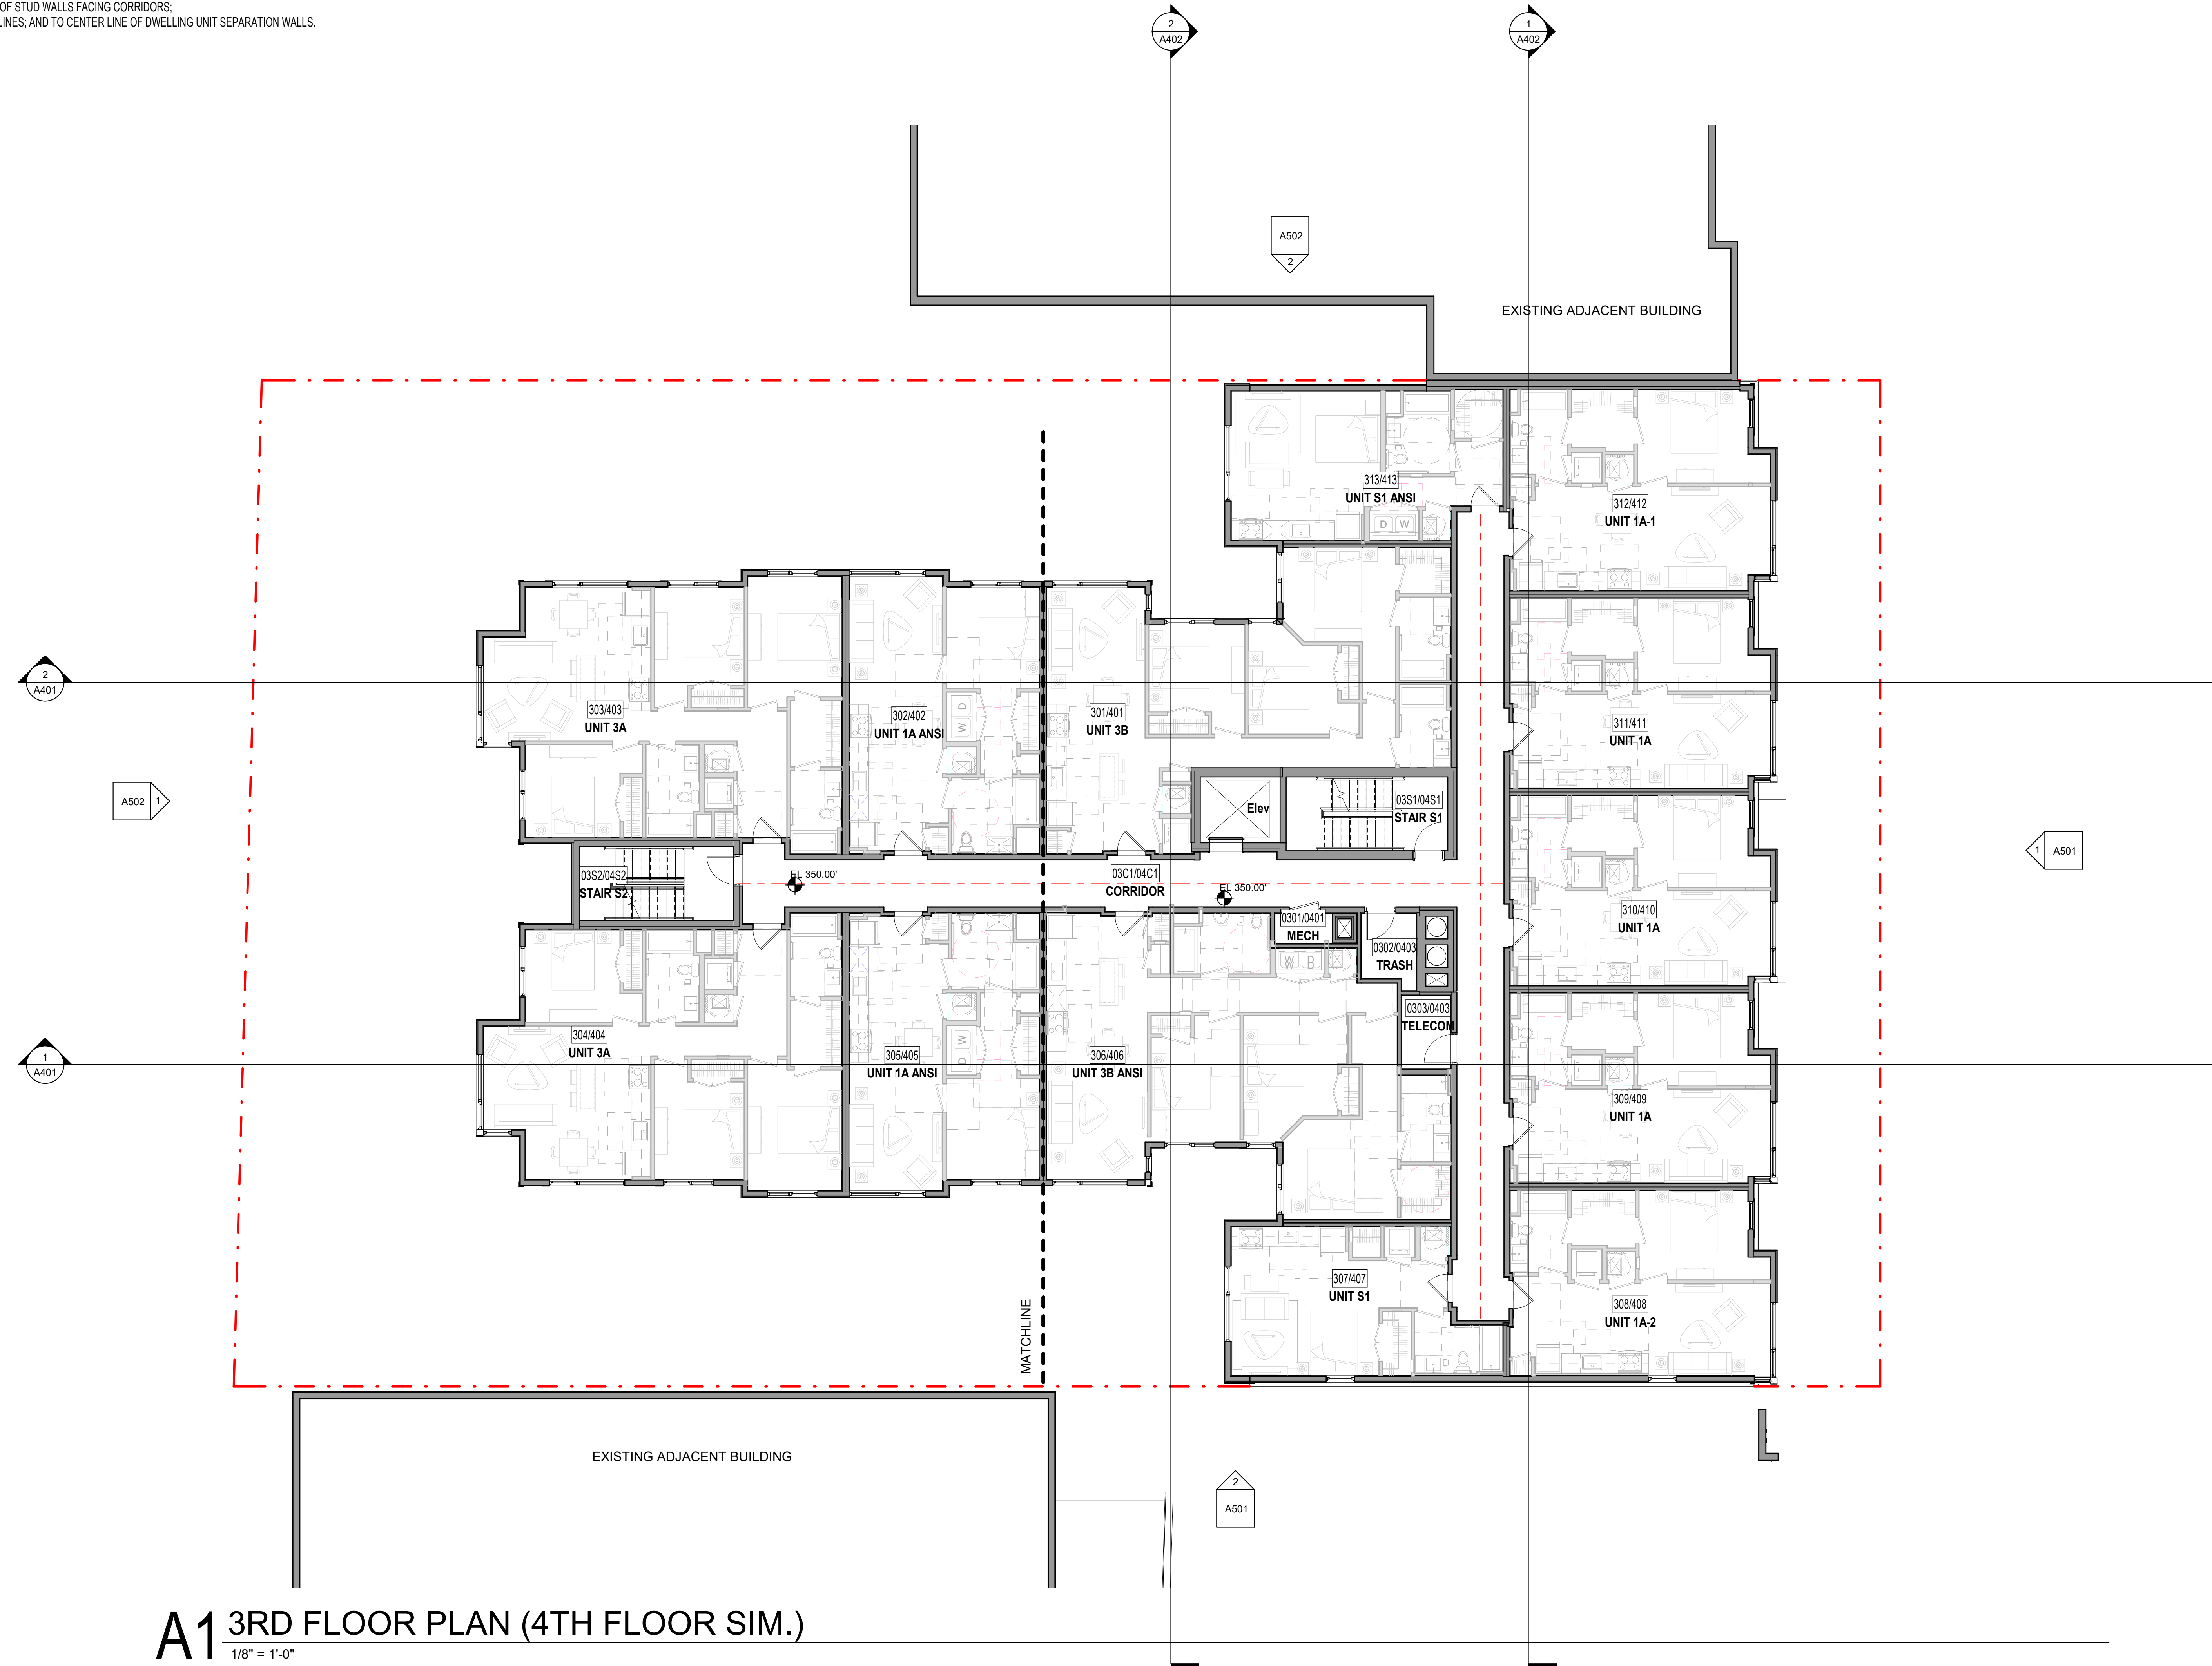 OF STUD WALLS FACING CORRIDORS;
LINES; AND TO CENTER LINE OF DWELLING UNIT SEPARATION WALLS.
2
A402
1
A402
A502
2
EXISTING ADJACENT BUILDING
313/413
UNIT S1 ANSI
D W
312/412
UNIT 1A-1
2
A401
303/403
UNIT 3A
302/402
UNIT 1A ANSI
W D
301/401
UNIT 3B
311/411
UNIT 1A
A502 1
Elev
03S1/04S1
STAIR S1
1 A501
03S2/04S2
STAIR S2
EL 350.00'
03C1/04C1
CORRIDOR
EL 350.00'
310/410
UNIT 1A
0301/0401
MECH
0302/0403
TRASH
W B
0303/0403
TELECOM
1
A401
304/404
UNIT 3A
305/405
UNIT 1A ANSI
D W
306/406
UNIT 3B ANSI
309/409
UNIT 1A
307/407
UNIT S1
308/408
UNIT 1A-2
MATCHLINE
EXISTING ADJACENT BUILDING
2
A501
A1 3RD FLOOR PLAN (4TH FLOOR SIM.)
1/8" = 1'-0"